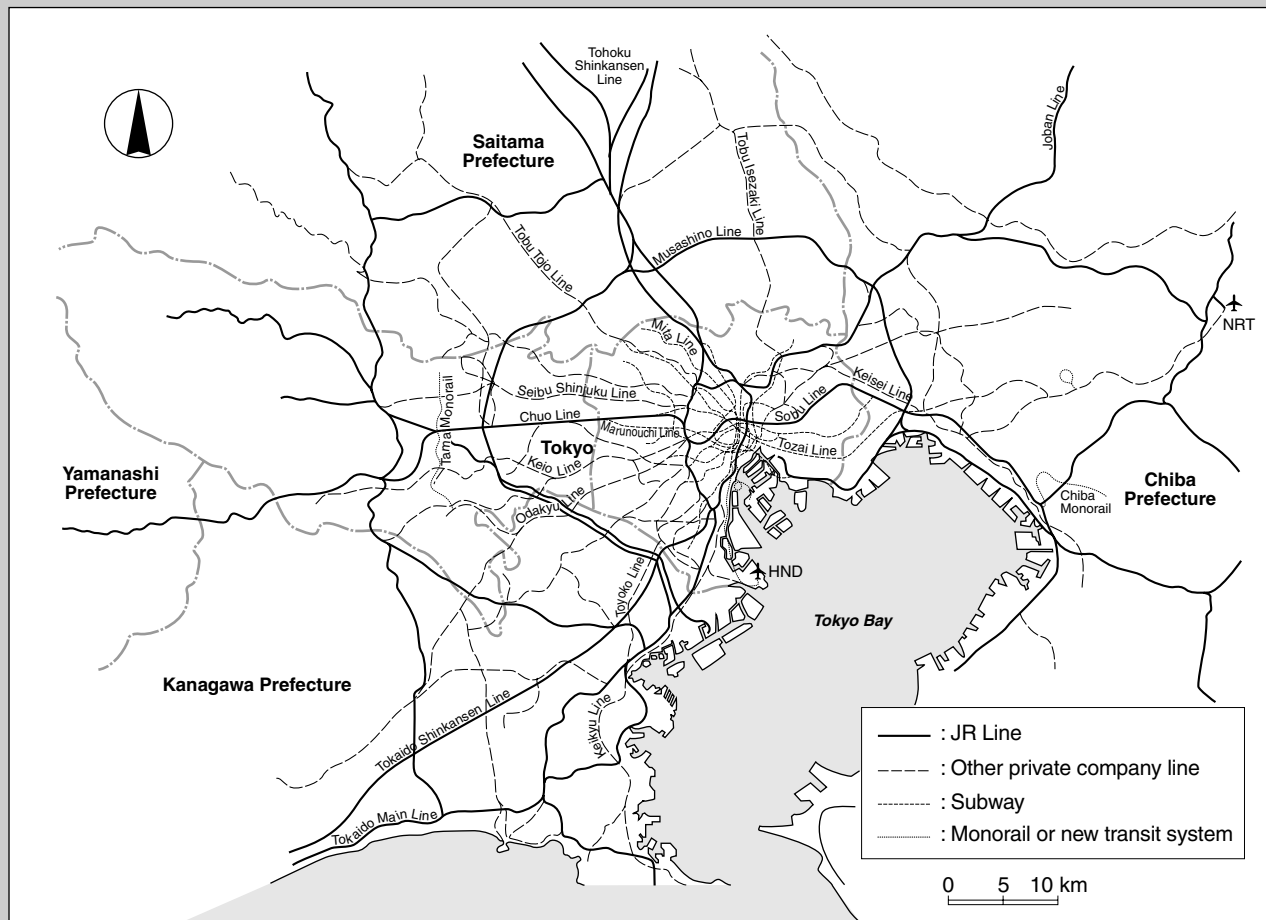 Tohoku
Shinkansen
Line
Joban Line
Saitama
Prefecture
Tobu Isezaki Line
Tobu Tojo Line
Musashino Line
NRT
Mita Line
Keisei Line
Seibu Shinjuku Line
Sobu Line
Tama Monorail
Chuo Line
Marunouchi Line
Tokyo
Tozai Line
Keio Line
Yamanashi
Prefecture
Chiba
Prefecture
Chiba
Monorail
Odakyu Line
HND
Toyoko Line
Tokyo Bay
Kanagawa Prefecture
Tokaido Shinkansen Line
Keikyu Line
Tokaido Main Line
: JR Line
: Other private company line
: Subway
: Monorail or new transit system
0 5 10 km